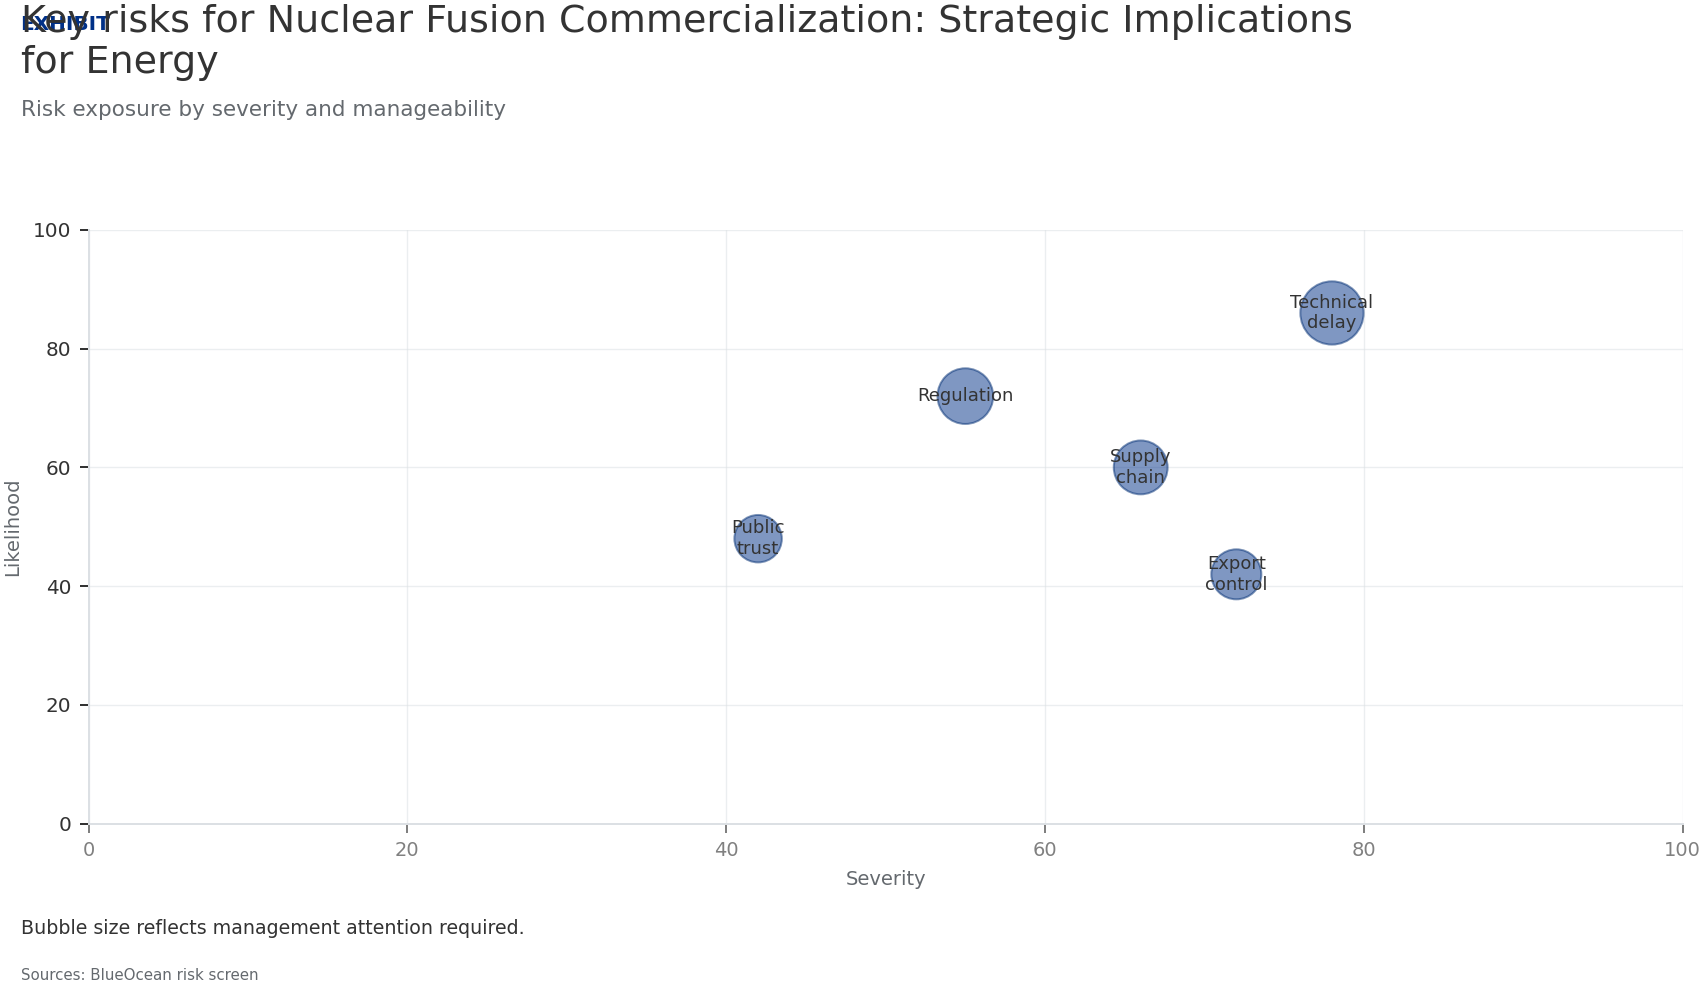 EXHIBIT
Key risks for Nuclear Fusion Commercialization: Strategic Implications
for Energy
Risk exposure by severity and manageability
100
80
60
40
20
0
Likelihood
Technical
delay
Regulation
Supply
chain
Public
trust
Export
control
0 20 40 60 80 100
Severity
Bubble size reflects management attention required.
Sources: BlueOcean risk screen